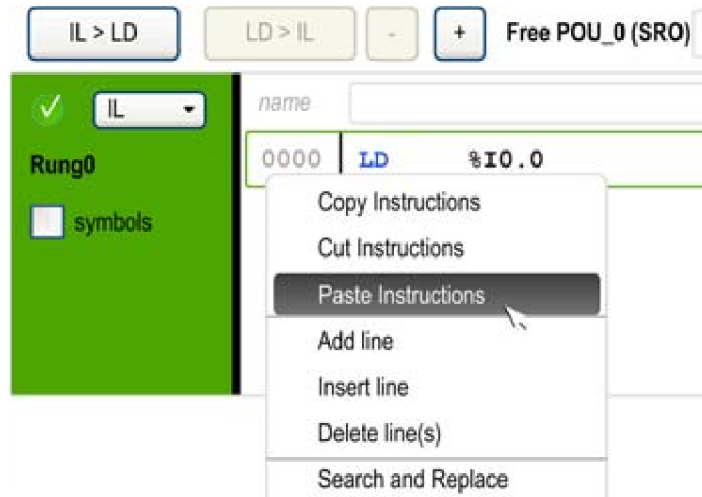 IL > LD LD > IL - + Free POU_0 (SRO)
IL name
0000 LD %I0.0
Rung0
symbols
Copy Instructions
Cut Instructions
Paste Instructions
Add line
Insert line
Delete line(s)
Search and Replace